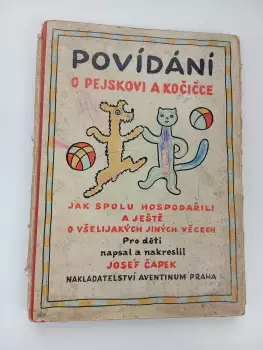 POVÍDÁNÍ
O PEJSKOVI A KOČIČCE
JAK SPOLU HOSPODAŘILI
A JEŠTĚ
O VŠELIJAKÝCH JINÝCH VĚCECH
Pro děti
napsal a nakreslil
JOSEF ČAPEK
NAKLADATELSTVÍ AVENTINUM PRAHA